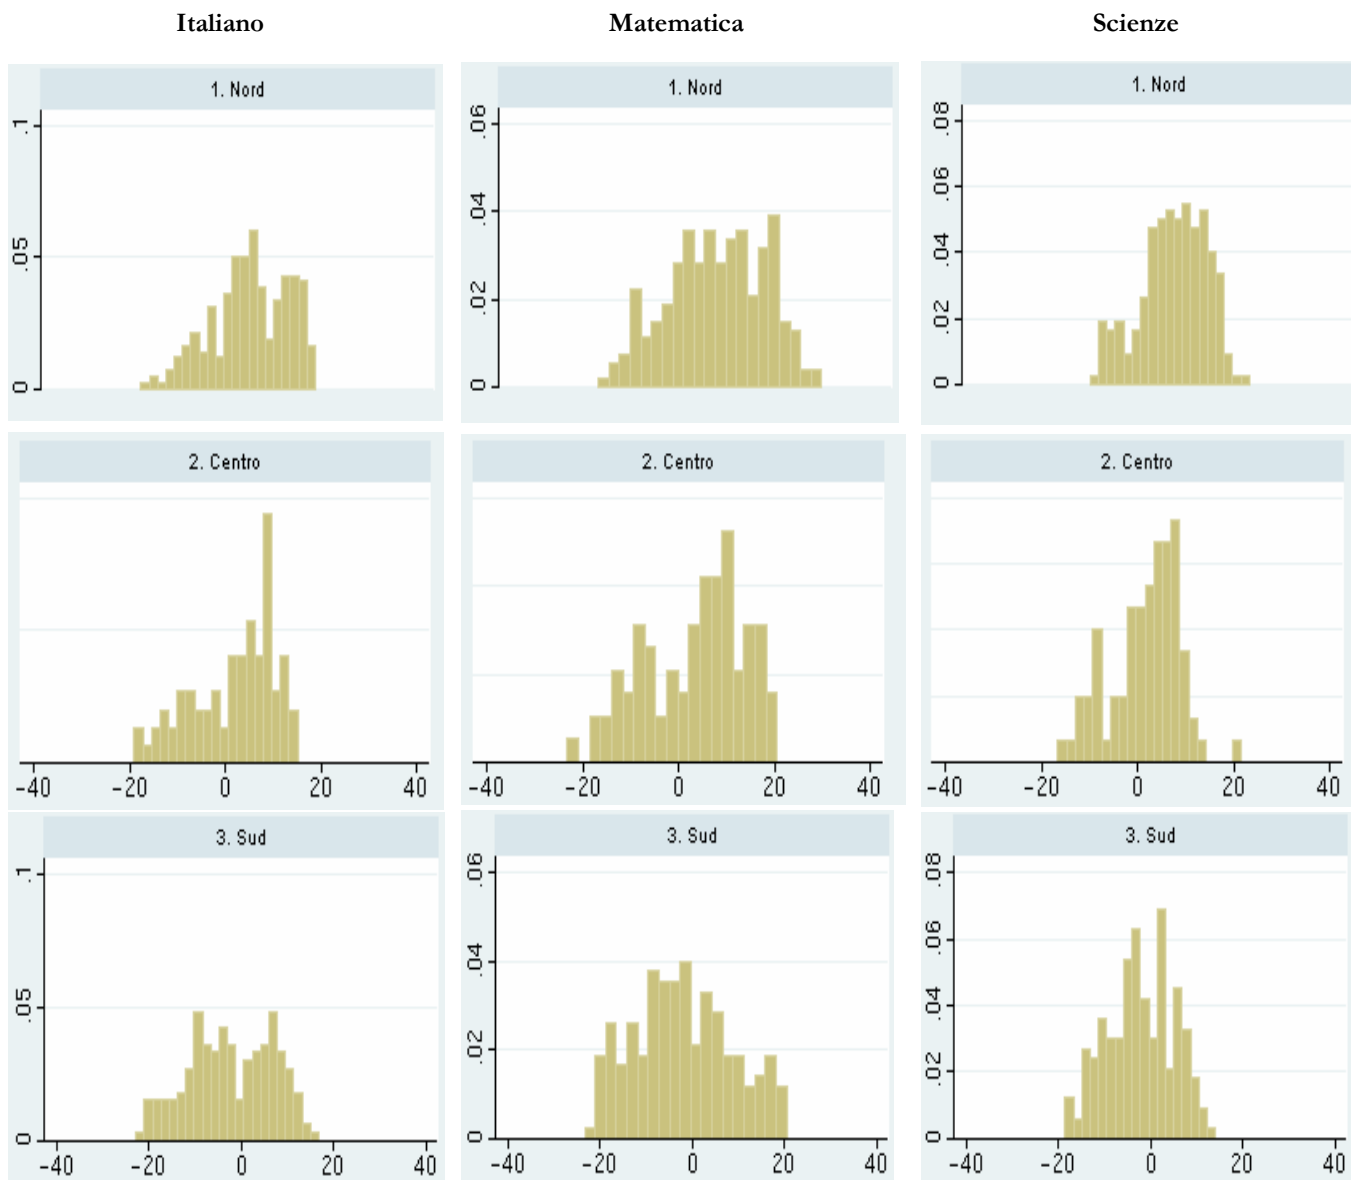 Italiano Matematica Scienze
1. Nord 1. Nord 1. Nord
.1 .06 .08
.06
.05 .04 .04
.02 .02
0 0 0
2. Centro 2. Centro 2. Centro
-40 -20 0 20 40 -40 -20 0 20 40 -40 -20 0 20 40
3. Sud 3. Sud 3. Sud
.1 .06 .08
.06
.05 .04 .04
.02 .02
0 0 0
-40 -20 0 20 40 -40 -20 0 20 40 -40 -20 0 20 40